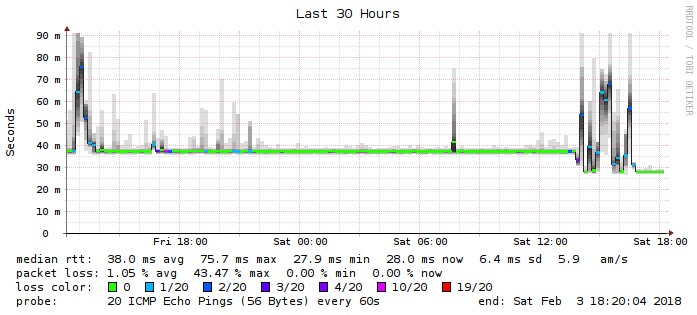 Last 30 Hours
RRDTOOL / TOBI OETIKER
Seconds
90 m
80 m
70 m
60 m
50 m
40 m
30 m
20 m
10 m
0
Fri 18:00 Sat 00:00 Sat 06:00 Sat 12:00 Sat 18:00
median rtt: 38.0 ms avg 75.7 ms max 27.9 ms min 28.0 ms now 6.4 ms sd 5.9 am/s
packet loss: 1.05 % avg 43.47 % max 0.00 % min 0.00 % now
loss color: 0 1/20 2/20 3/20 4/20 10/20 19/20
probe: 20 ICMP Echo Pings (56 Bytes) every 60s end: Sat Feb 3 18:20:04 2018